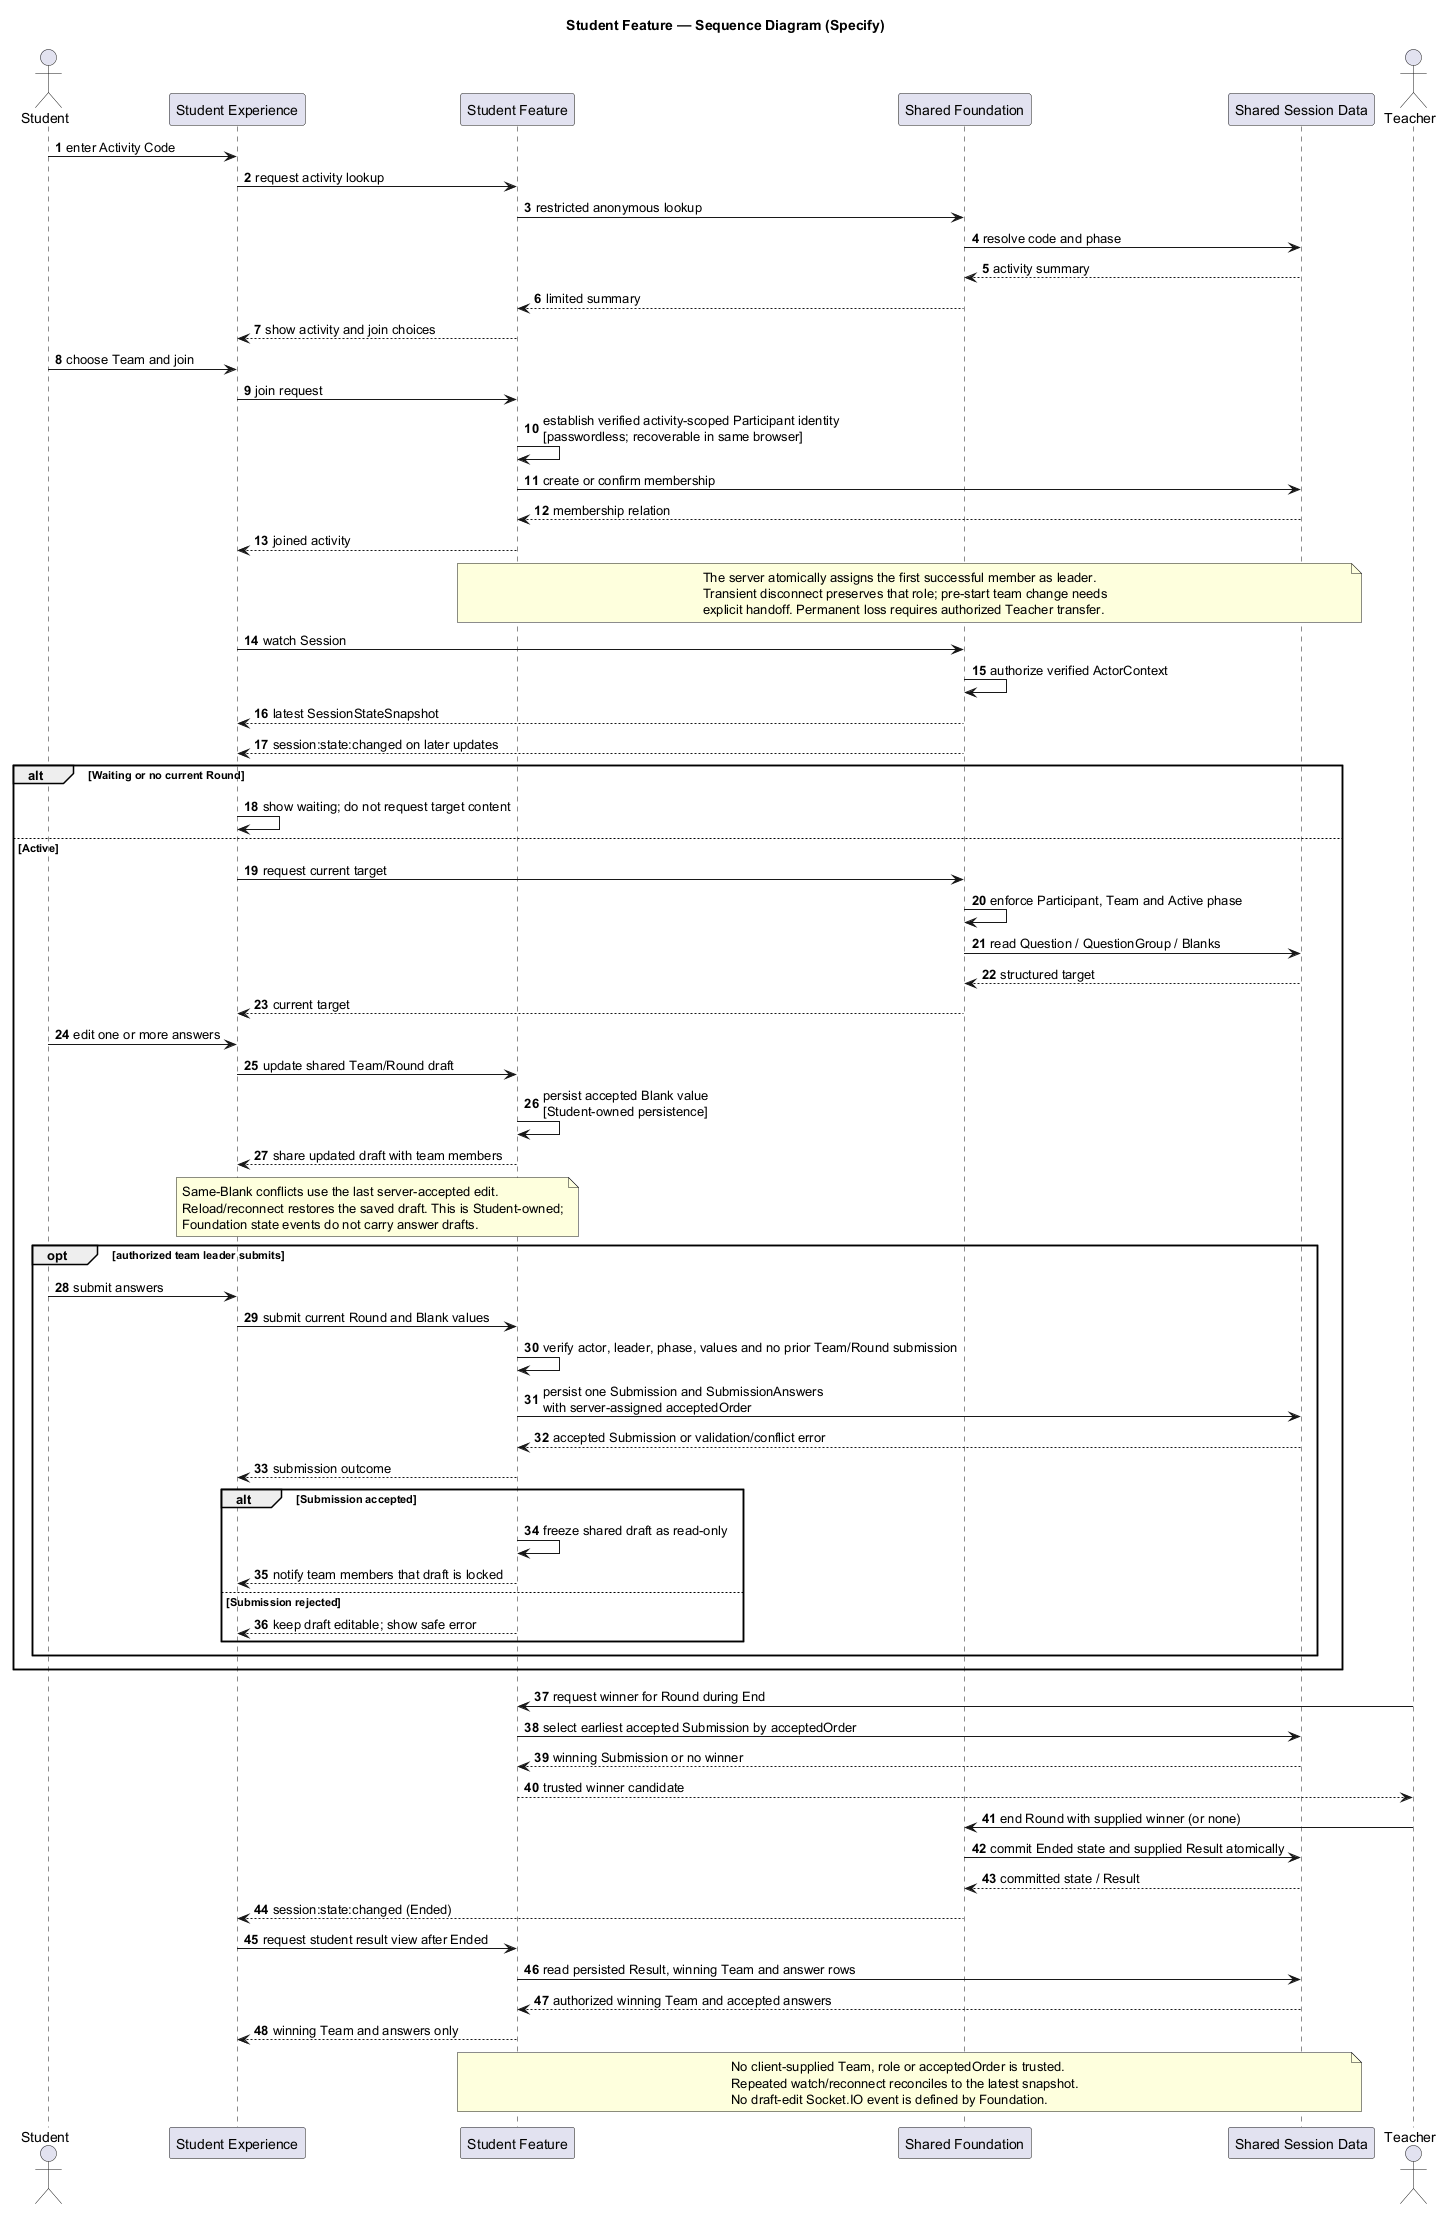 Student Feature — Sequence Diagram (Specify)
Student
Student Experience
Student Feature
Shared Foundation
Shared Session Data
Teacher
1 enter Activity Code
2 request activity lookup
3 restricted anonymous lookup
4 resolve code and phase
5 activity summary
6 limited summary
7 show activity and join choices
8 choose Team and join
9 join request
10 establish verified activity-scoped Participant identity
[passwordless; recoverable in same browser]
11 create or confirm membership
12 membership relation
13 joined activity
The server atomically assigns the first successful member as leader.
Transient disconnect preserves that role; pre-start team change needs
explicit handoff. Permanent loss requires authorized Teacher transfer.
14 watch Session
15 authorize verified ActorContext
16 latest SessionStateSnapshot
17 session:state:changed on later updates
alt [Waiting or no current Round]
18 show waiting; do not request target content
[Active]
19 request current target
20 enforce Participant, Team and Active phase
21 read Question / QuestionGroup / Blanks
22 structured target
23 current target
24 edit one or more answers
25 update shared Team/Round draft
26 persist accepted Blank value
[Student-owned persistence]
27 share updated draft with team members
Same-Blank conflicts use the last server-accepted edit.
Reload/reconnect restores the saved draft. This is Student-owned;
Foundation state events do not carry answer drafts.
opt [authorized team leader submits]
28 submit answers
29 submit current Round and Blank values
30 verify actor, leader, phase, values and no prior Team/Round submission
31 persist one Submission and SubmissionAnswers
with server-assigned acceptedOrder
32 accepted Submission or validation/conflict error
33 submission outcome
alt [Submission accepted]
34 freeze shared draft as read-only
35 notify team members that draft is locked
[Submission rejected]
36 keep draft editable; show safe error
37 request winner for Round during End
38 select earliest accepted Submission by acceptedOrder
39 winning Submission or no winner
40 trusted winner candidate
41 end Round with supplied winner (or none)
42 commit Ended state and supplied Result atomically
43 committed state / Result
44 session:state:changed (Ended)
45 request student result view after Ended
46 read persisted Result, winning Team and answer rows
47 authorized winning Team and accepted answers
48 winning Team and answers only
No client-supplied Team, role or acceptedOrder is trusted.
Repeated watch/reconnect reconciles to the latest snapshot.
No draft-edit Socket.IO event is defined by Foundation.
Student
Student Experience
Student Feature
Shared Foundation
Shared Session Data
Teacher